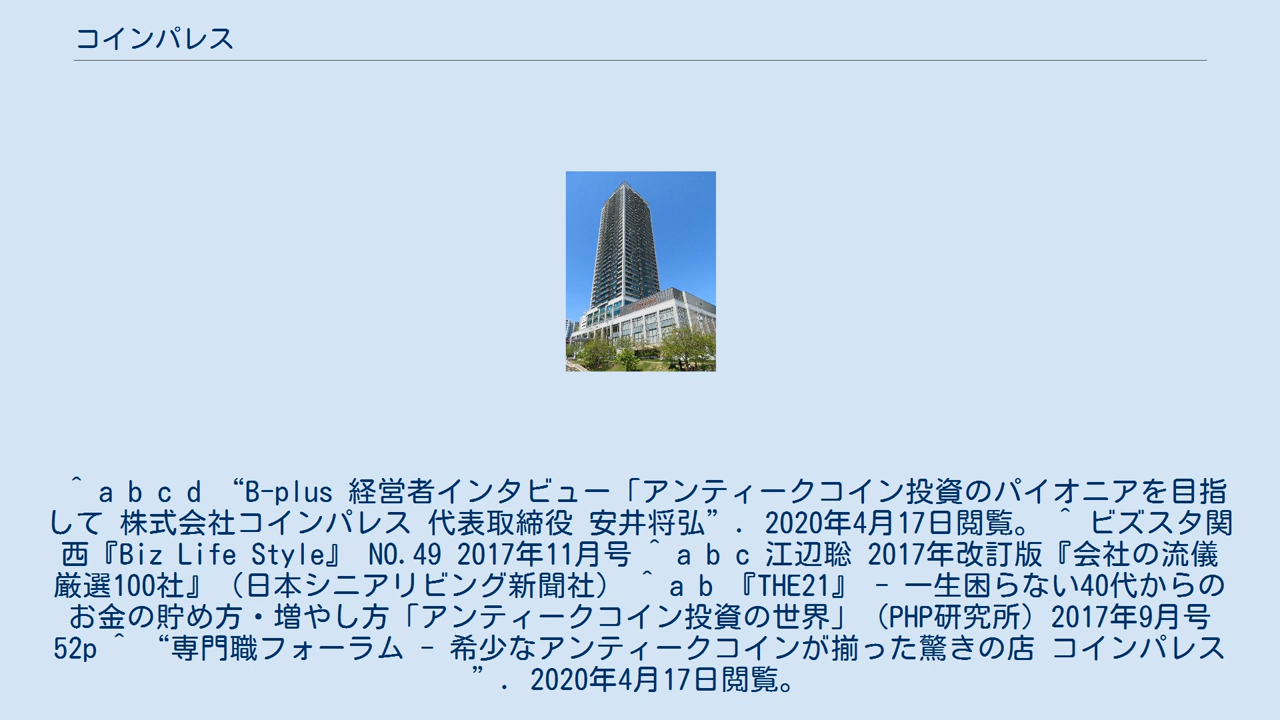 コインパレス
^ a b c d “B-plus 経営者インタビュー「アンティークコイン投資のパイオニアを目指
して 株式会社コインパレス 代表取締役 安井将弘”. 2020年4月17日閲覧。 ^ ビズスタ関
西『Biz Life Style』 NO.49 2017年11月号 ^ a b c 江辺聡 2017年改訂版『会社の流儀
厳選100社』（日本シニアリビング新聞社） ^ a b 『THE21』 - 一生困らない40代からの
お金の貯め方・増やし方「アンティークコイン投資の世界」（PHP研究所）2017年9月号
52p ^ “専門職フォーラム - 希少なアンティークコインが揃った驚きの店 コインパレス
”. 2020年4月17日閲覧。